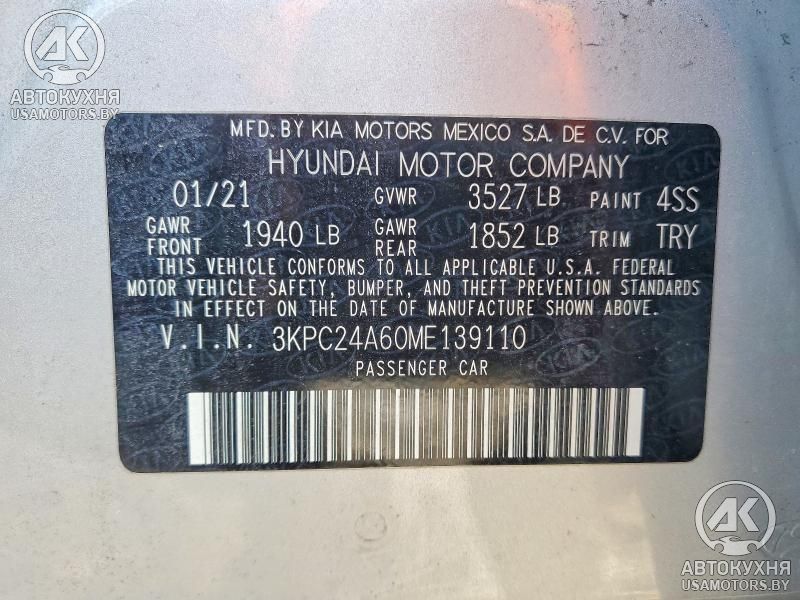 AK
АВТОКУХНЯ
USAMOTORS.BY
MFD. BY KIA MOTORS MEXICO S.A. DE C.V. FOR
HYUNDAI MOTOR COMPANY
01/21 GVWR 3527 LB PAINT 4SS
GAWR FRONT 1940 LB GAWR REAR 1852 LB TRIM TRY
THIS VEHICLE CONFORMS TO ALL APPLICABLE U.S.A. FEDERAL
MOTOR VEHICLE SAFETY, BUMPER, AND THEFT PREVENTION STANDARDS
IN EFFECT ON THE DATE OF MANUFACTURE SHOWN ABOVE.
V.I.N. 3KPC24A60ME139110
PASSENGER CAR
AK
АВТОКУХНЯ
USAMOTORS.BY